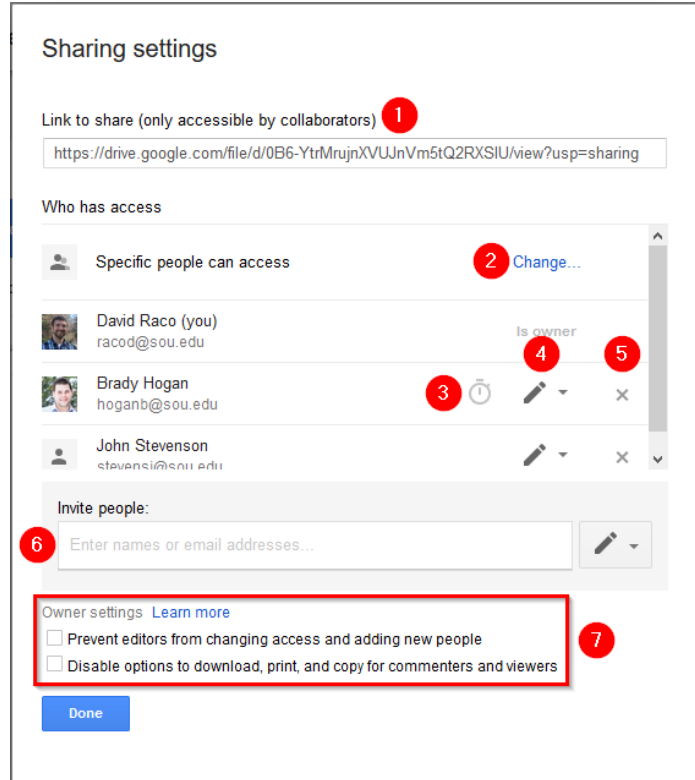 Sharing settings
Link to share (only accessible by collaborators) 1
https://drive.google.com/file/d/0B6-YtrMrujnXVUJnVm5tQ2RXSlU/view?usp=sharing
Who has access
Specific people can access 2 Change...
David Raco (you)
racod@sou.edu
Is owner
4 5
Brady Hogan
hoganb@sou.edu
3
John Stevenson
stevensj@sou.edu
Invite people:
6 Enter names or email addresses...
Owner settings Learn more
Prevent editors from changing access and adding new people
7
Disable options to download, print, and copy for commenters and viewers
Done